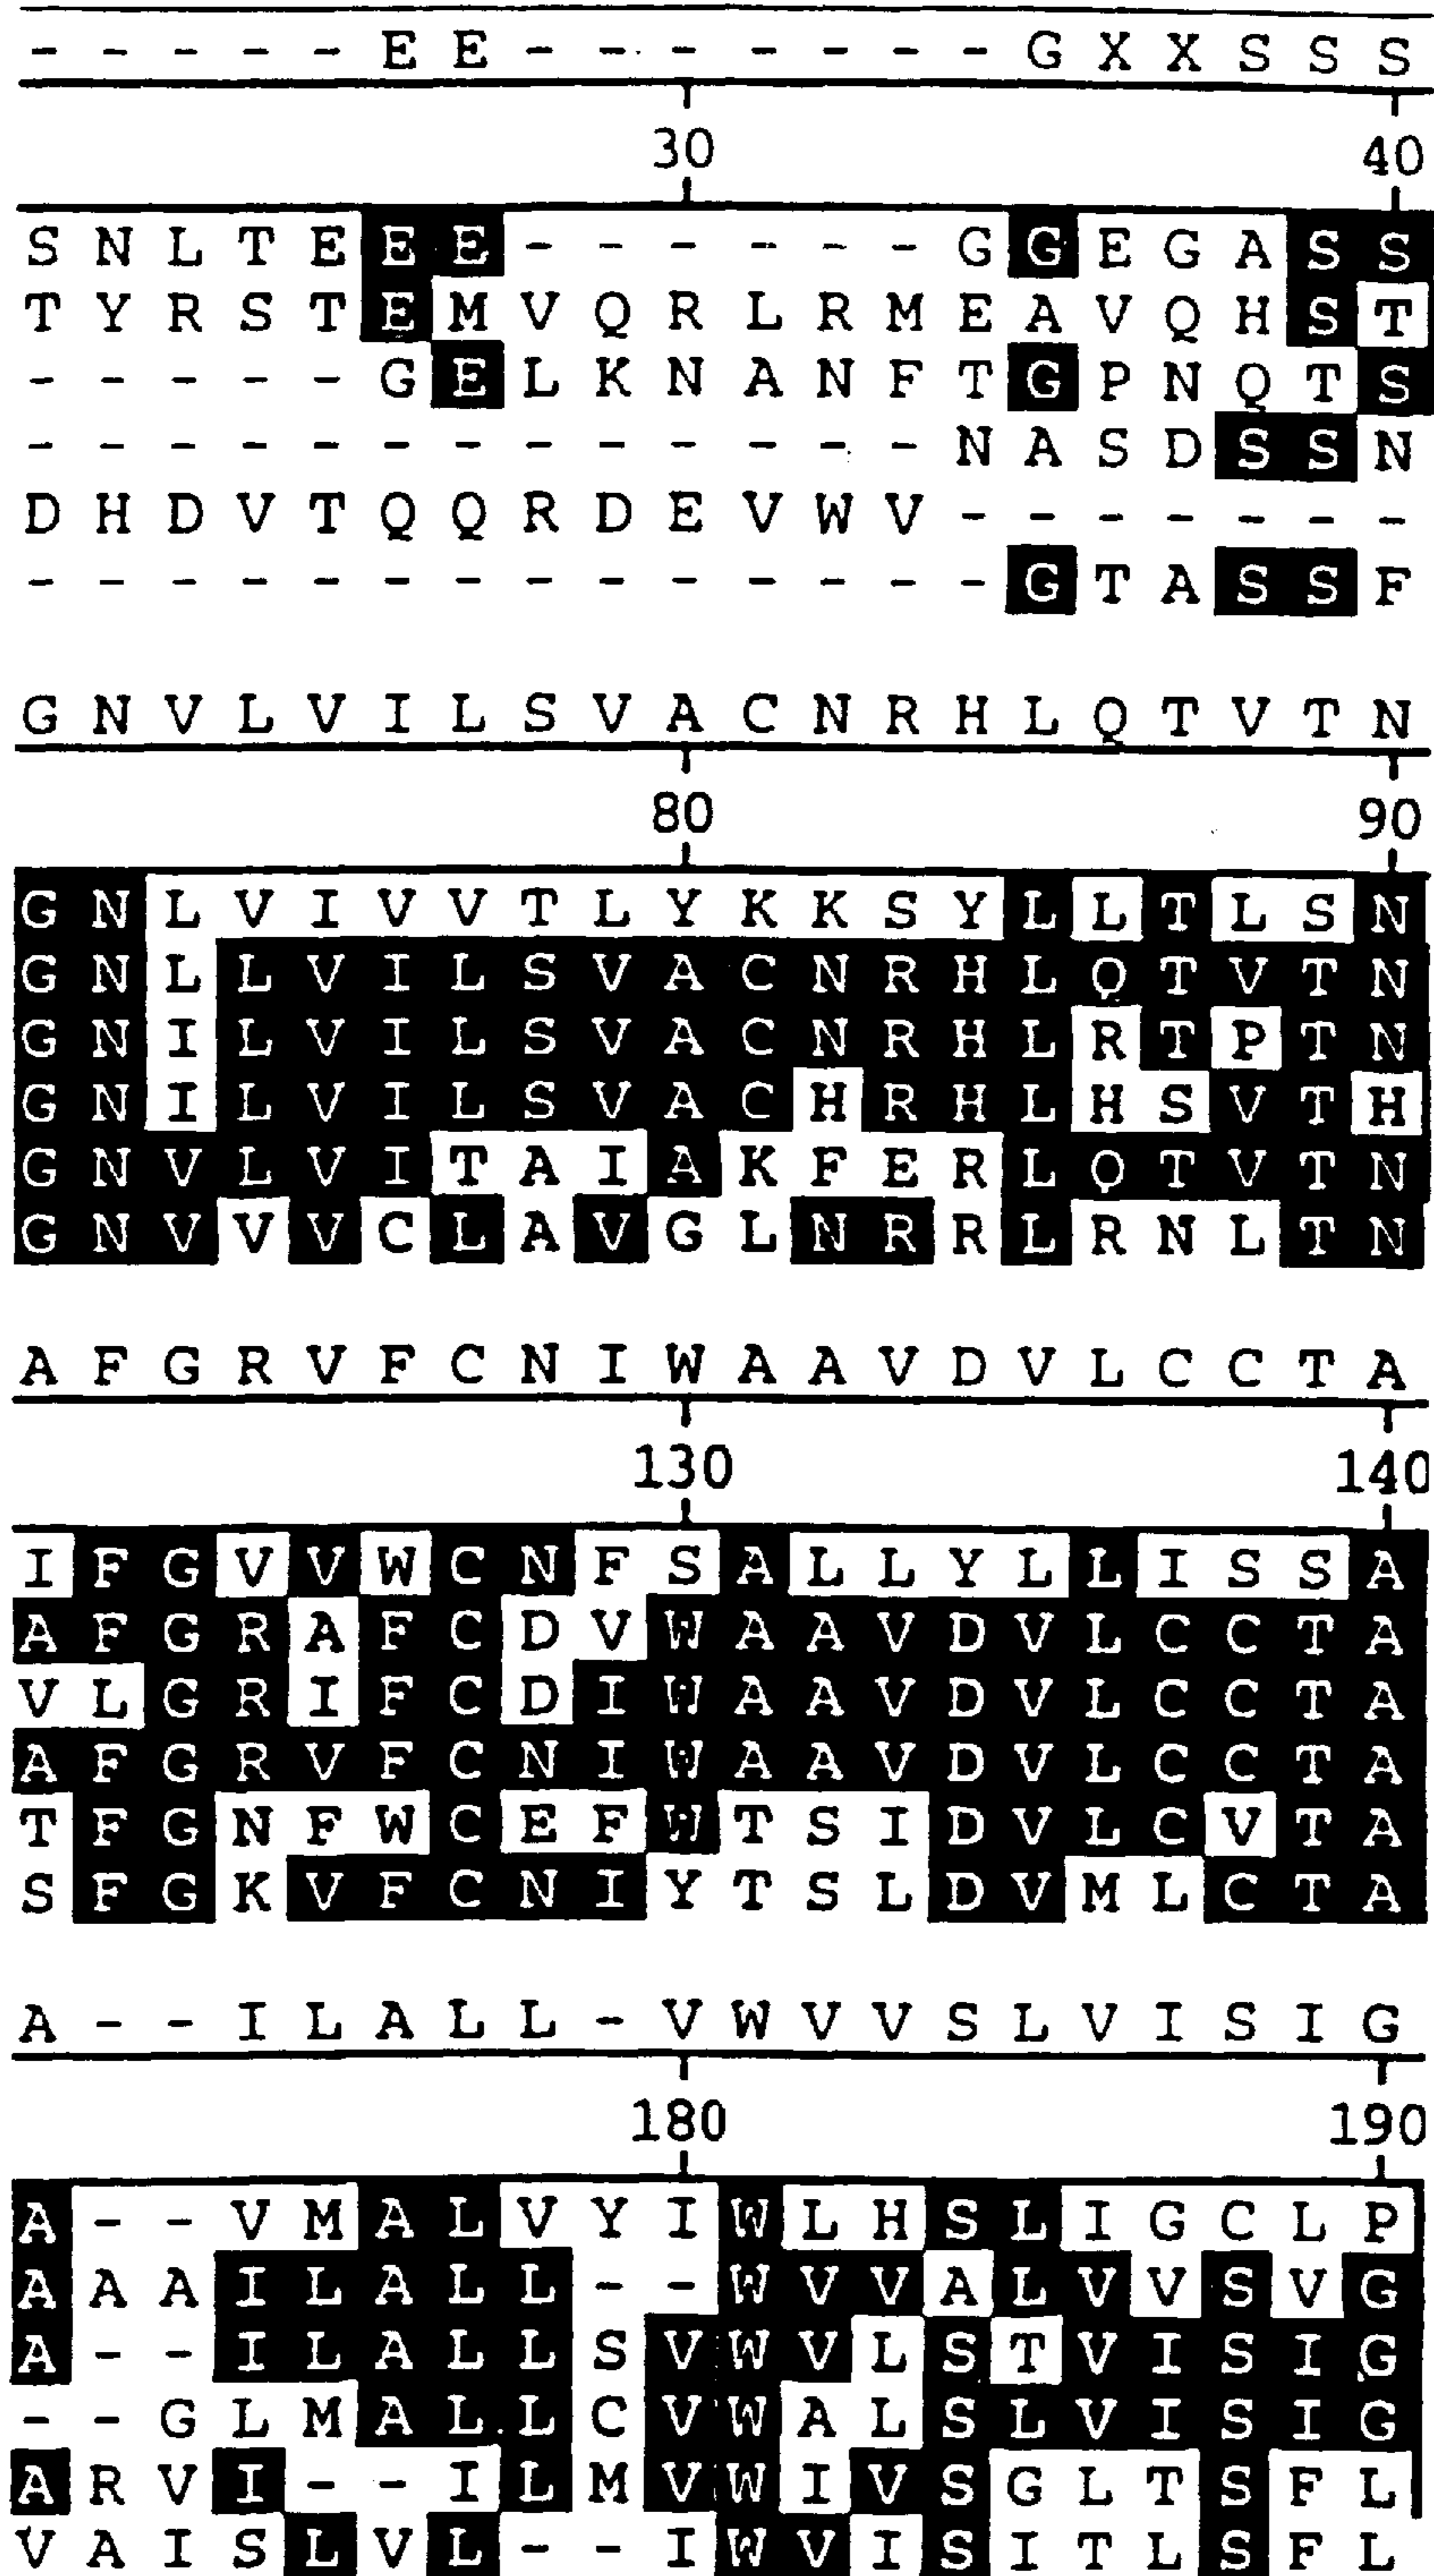 - - - - - E E - - - - - - - G X X S S S
30 40
S N L T E E E - - - - - - G G E G A S S
T Y R S T E M V Q R L R M E A V Q H S T
- - - - - G E L K N A N F T G P N Q T S
- - - - - - - - - - - - - N A S D S S N
D H D V T Q Q R D E V W V - - - - - - -
- - - - - - - - - - - - - - G T A S S F
G N V L V I L S V A C N R H L Q T V T N
80 90
G N L V I V V T L Y K K S Y L L T L S N
G N L L V I L S V A C N R H L Q T V T N
G N I L V I L S V A C N R H L R T P T N
G N I L V I L S V A C H R H L H S V T H
G N V L V I T A I A K F E R L Q T V T N
G N V V V C L A V G L N R R L R N L T N
A F G R V F C N I W A A V D V L C C T A
130 140
I F G V V W C N F S A L L Y L L I S S A
A F G R A F C D V W A A V D V L C C T A
V L G R I F C D I W A A V D V L C C T A
A F G R V F C N I W A A V D V L C C T A
T F G N F W C E F W T S I D V L C V T A
S F G K V F C N I Y T S L D V M L C T A
A - - I L A L L - V W V V S L V I S I G
180 190
A - - V M A L V Y I W L H S L I G C L P
A A A I L A L L - - W V V A L V V S V G
A - - I L A L L S V W V L S T V I S I G
- - G L M A L L C V W A L S L V I S I G
A R V I - - I L M V W I V S G L T S F L
V A I S L V L - - I W V I S I T L S F L